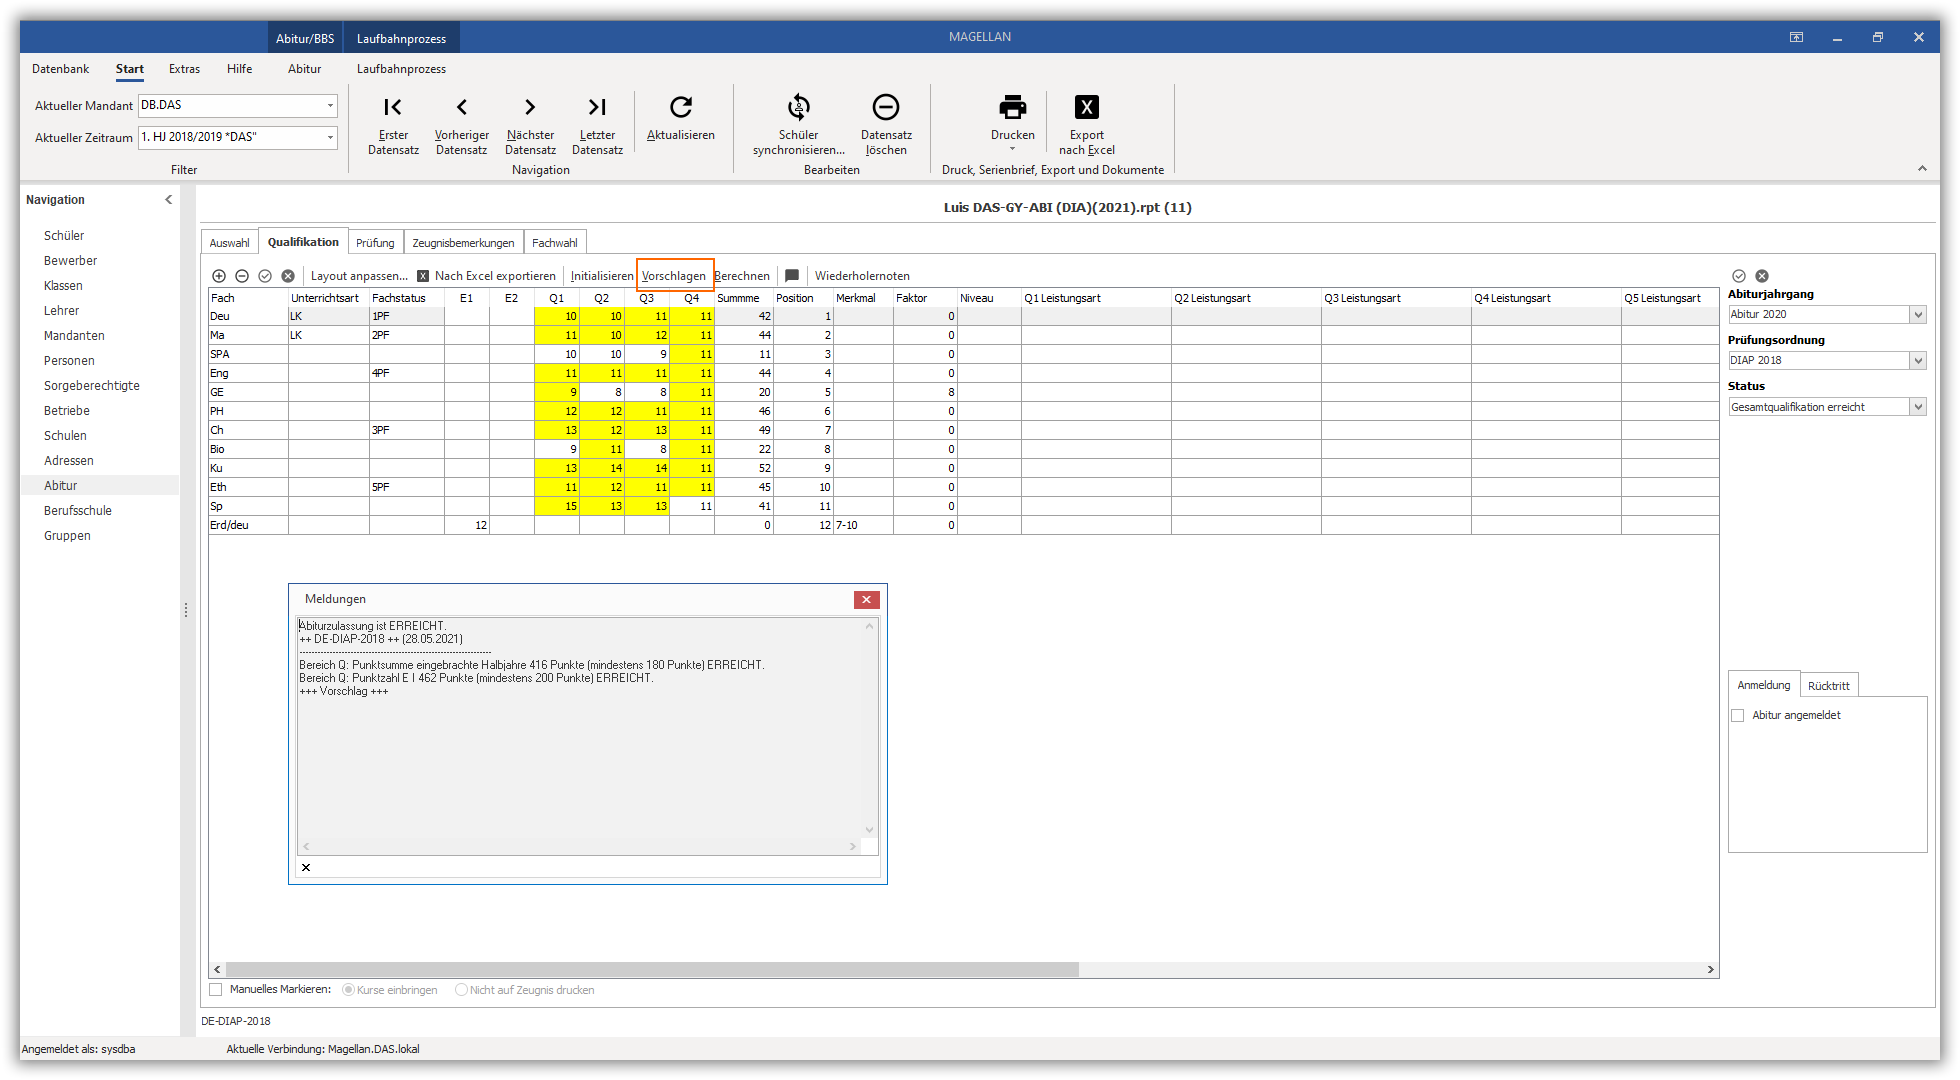 Abitur/BBS Laufbahnprozess MAGELLAN
Datenbank Start Extras Hilfe Abitur Laufbahnprozess
Aktueller Mandant DB.DAS
Aktueller Zeitraum 1. HJ 2018/2019 *DAS"
Filter
Erster Datensatz
Vorheriger Datensatz
Nächster Datensatz
Letzter Datensatz
Aktualisieren
Navigation
Schüler synchronisieren...
Datensatz löschen
Bearbeiten
Drucken
Export nach Excel
Druck, Serienbrief, Export und Dokumente
Navigation
Schüler
Bewerber
Klassen
Lehrer
Mandanten
Personen
Sorgeberechtigte
Betriebe
Schulen
Adressen
Abitur
Berufsschule
Gruppen
Luis DAS-GY-ABI (DIA)(2021).rpt (11)
Auswahl Qualifikation Prüfung Zeugnisbemerkungen Fachwahl
Layout anpassen... X Nach Excel exportieren Initialisieren Vorschlagen Berechnen Wiederholernoten
Fach Unterrichtsart Fachstatus E1 E2 Q1 Q2 Q3 Q4 Summme Position Merkmal Faktor Niveau Q1 Leistungsart Q2 Leistungsart Q3 Leistungsart Q4 Leistungsart Q5 Leistungsart
Deu LK 1PF 10 10 11 11 42 1 0
Ma LK 2PF 11 10 12 11 44 2 0
SPA 10 10 9 11 11 3 0
Eng 4PF 11 11 11 11 44 4 0
GE 9 8 8 11 20 5 8
PH 12 12 11 11 46 6 0
Ch 3PF 13 12 13 11 49 7 0
Bio 9 11 8 11 22 8 0
Ku 13 14 14 11 52 9 0
Eth 5PF 11 12 11 11 45 10 0
Sp 15 13 13 11 41 11 0
Erd/deu 12 0 12 7-10 0
Meldungen
Abiturzulassung ist ERREICHT.
++ DE-DIAP-2018 ++ (28.05.2021)
----------------------------------------------------------------
Bereich Q: Punktsumme eingebrachte Halbjahre 416 Punkte (mindestens 180 Punkte) ERREICHT.
Bereich Q: Punktzahl E I 462 Punkte (mindestens 200 Punkte) ERREICHT.
+++ Vorschlag +++
Abiturjahrgang
Abitur 2020
Prüfungsordnung
DIAP 2018
Status
Gesamtqualifikation erreicht
Anmeldung Rücktritt
Abitur angemeldet
Manuelles Markieren: Kurse einbringen Nicht auf Zeugnis drucken
DE-DIAP-2018
Angemeldet als: sysdba Aktuelle Verbindung: Magellan.DAS.lokal